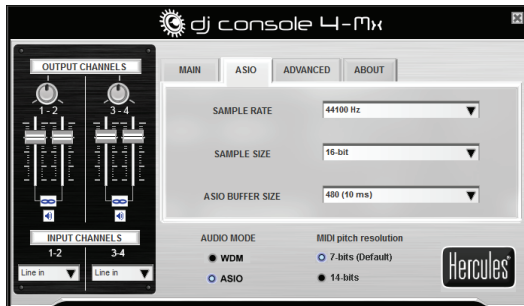 dj console 4-Mx
OUTPUT CHANNELS
1-2
3-4
INPUT CHANNELS
1-2
3-4
Line in
Line in
MAIN
ASIO
ADVANCED
ABOUT
SAMPLE RATE
44100 Hz
SAMPLE SIZE
16-bit
ASIO BUFFER SIZE
480 (10 ms)
AUDIO MODE
WDM
ASIO
MIDI pitch resolution
7-bits (Default)
14-bits
Hercules